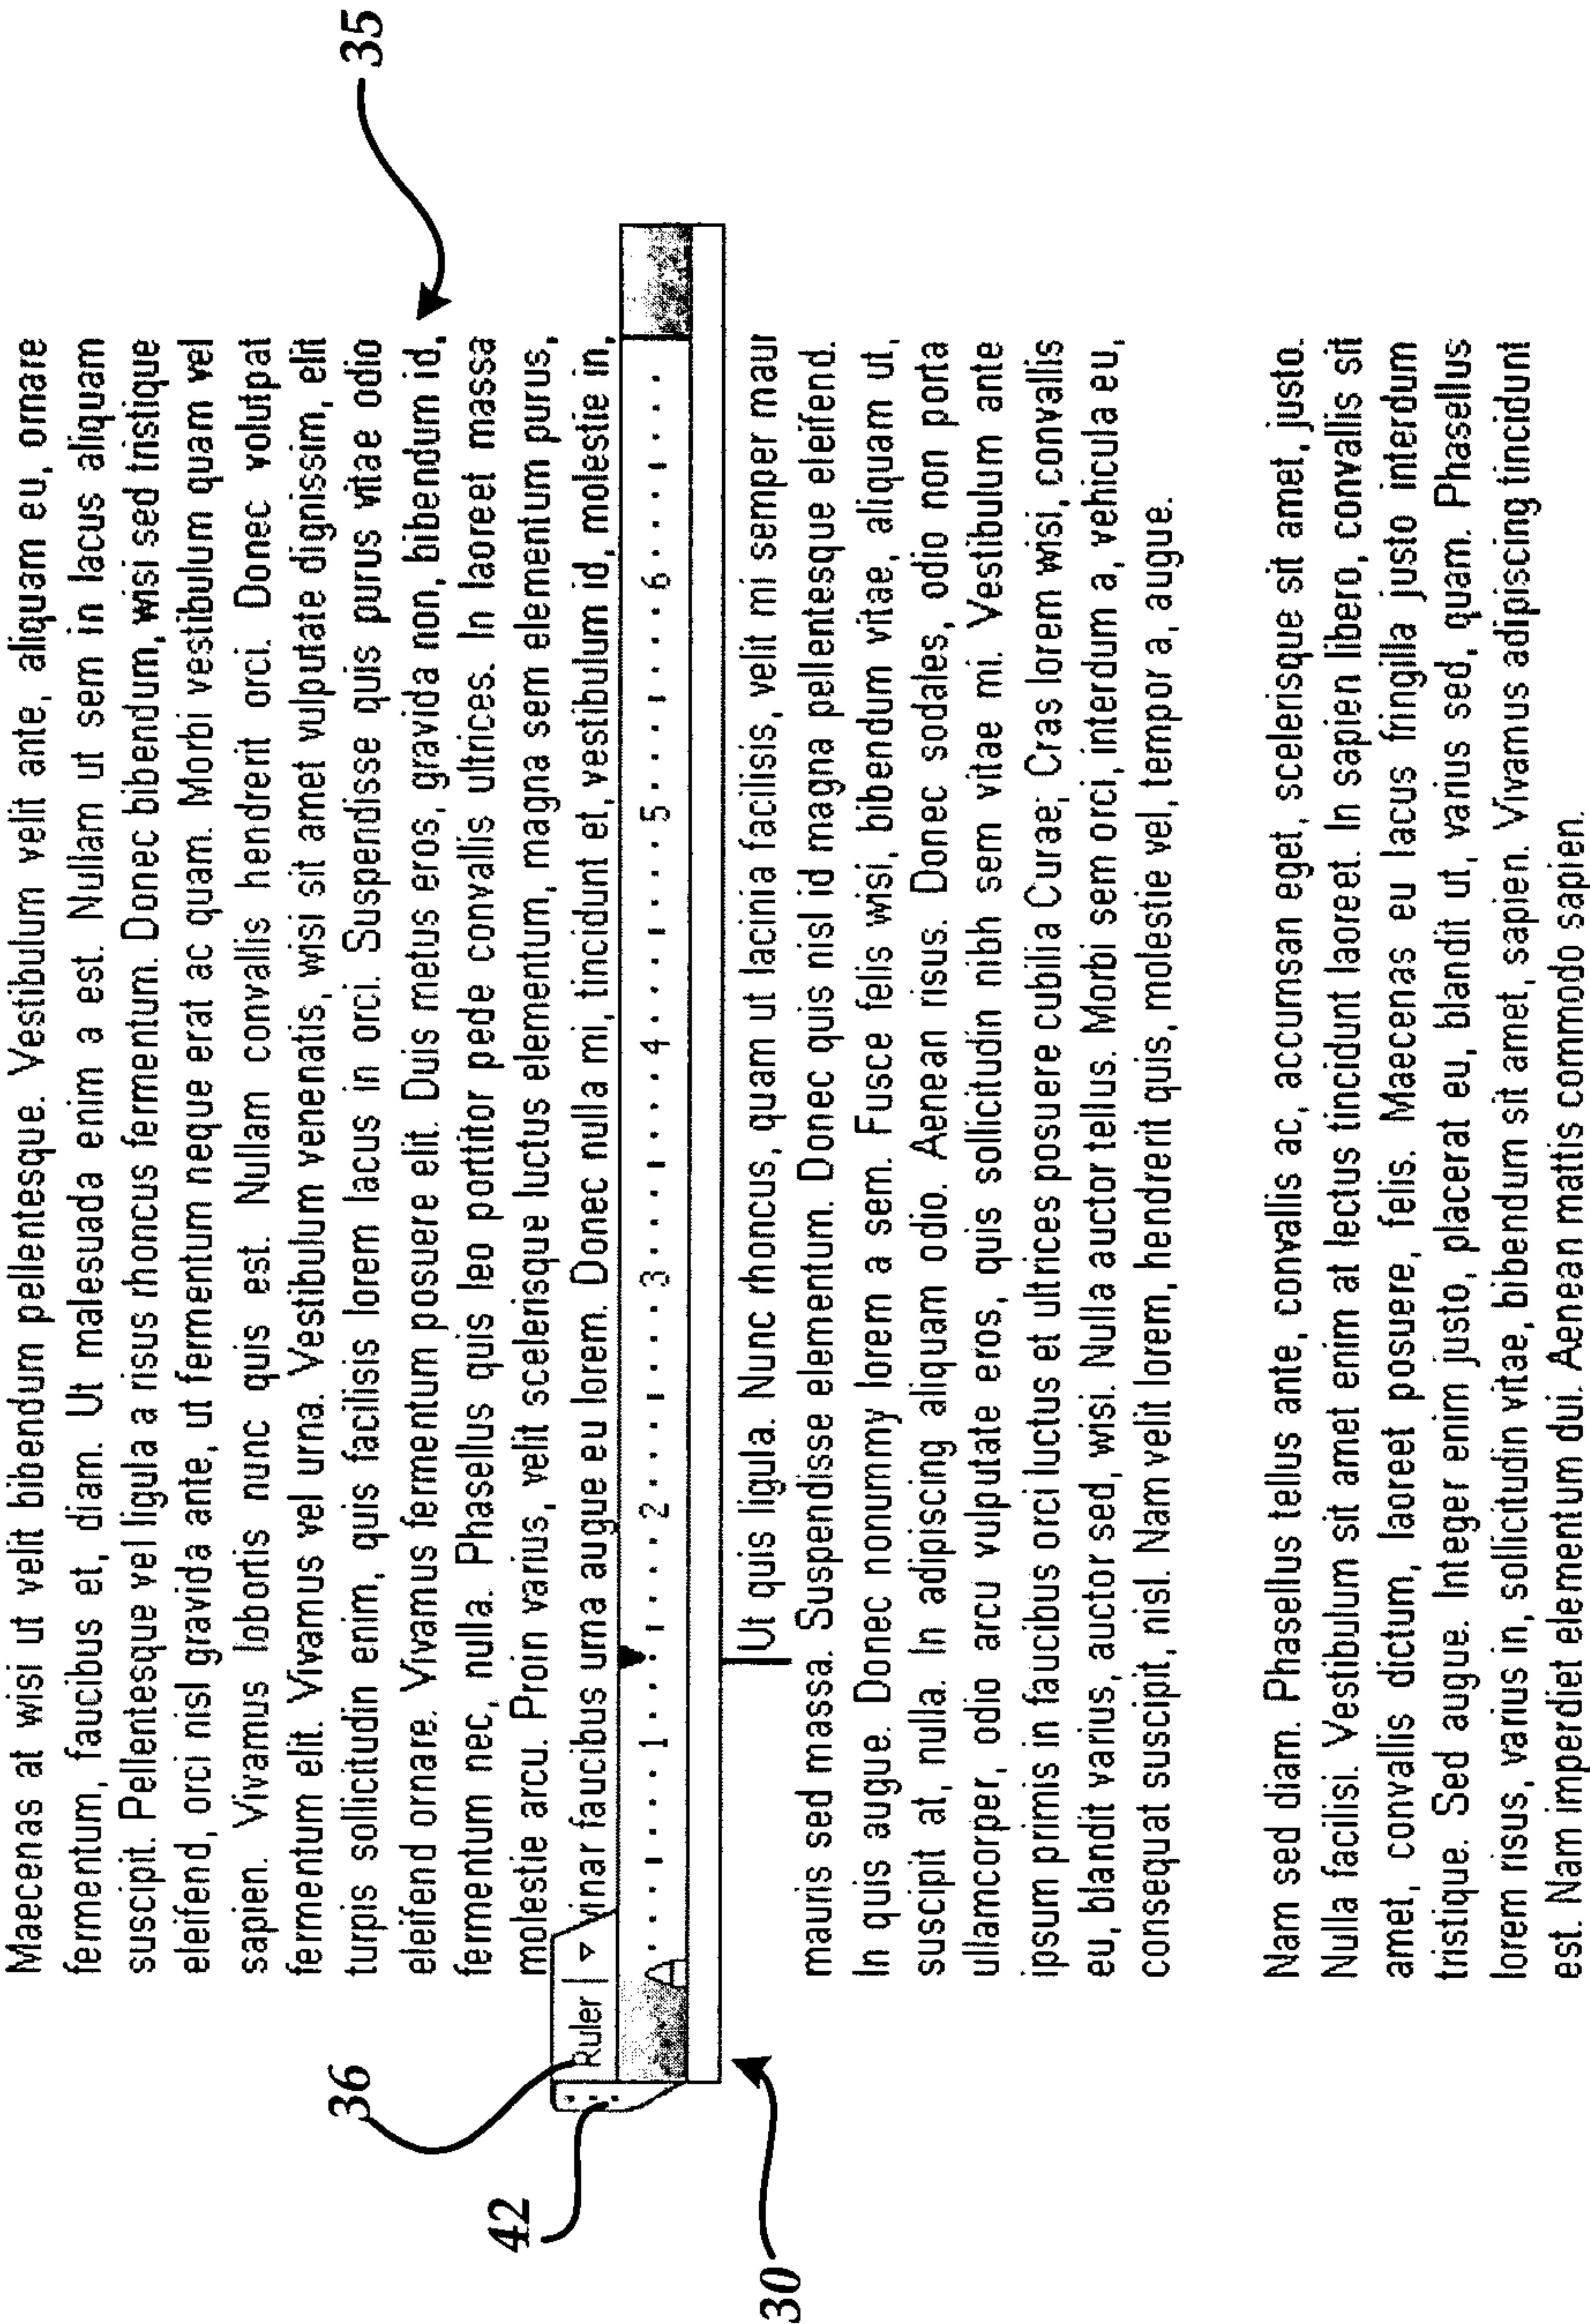 Maecenas at wisi ut velit bibendum pellentesque. Vestibulum velit ante, aliquam eu, ornare
fermentum, faucibus et, diam. Ut malesuada enim a est. Nullam ut sem in lacus aliquam
suscipit. Pellentesque vel ligula a risus rhoncus fermentum. Donec bibendum, wisi sed tristique
eleifend, orci nisl gravida ante, ut fermentum neque erat ac quam. Morbi vestibulum quam vel
sapien. Vivamus lobortis nunc quis est. Nullam convallis hendrerit orci. Donec volutpat
fermentum elit. Vivamus vel urna. Vestibulum venenatis, wisi sit amet vulputate dignissim, elit
turpis sollicitudin enim, quis facilisis lorem lacus in orci. Suspendisse quis purus vitae odio
eleifend ornare. Vivamus fermentum posuere elit. Duis metus eros, gravida non, bibendum id,
fermentum nec, nulla. Phasellus quis leo porttitor pede convallis ultrices. In laoreet massa
molestie arcu. Proin varius, velit scelerisque luctus elementum, magna sem elementum purus,
Ruler vinar faucibus urna augue eu lorem. Donec nulla mi, tincidunt et, vestibulum id, molestie in,
1 2 3 4 5 6
Ut quis ligula. Nunc rhoncus, quam ut lacinia facilisis, velit mi semper maur
mauris sed massa. Suspendisse elementum. Donec quis nisl id magna pellentesque eleifend.
In quis augue. Donec nonummy lorem a sem. Fusce felis wisi, bibendum vitae, aliquam ut,
suscipit at, nulla. In adipiscing aliquam odio. Aenean risus. Donec sodales, odio non porta
ullamcorper, odio arcu vulputate eros, quis sollicitudin nibh sem vitae mi. Vestibulum ante
ipsum primis in faucibus orci luctus et ultrices posuere cubilia Curae; Cras lorem wisi, convallis
eu, blandit varius, auctor sed, wisi. Nulla auctor tellus. Morbi sem orci, interdum a, vehicula eu,
consequat suscipit, nisl. Nam velit lorem, hendrerit quis, molestie vel, tempor a, augue.
Nam sed diam. Phasellus tellus ante, convallis ac, accumsan eget, scelerisque sit amet, justo.
Nulla facilisi. Vestibulum sit amet enim at lectus tincidunt laoreet. In sapien libero, convallis sit
amet, convallis dictum, laoreet posuere, felis. Maecenas eu lacus fringilla justo interdum
tristique. Sed augue. Integer enim justo, placerat eu, blandit ut, varius sed, quam. Phasellus
lorem risus, varius in, sollicitudin vitae, bibendum sit amet, sapien. Vivamus adipiscing tincidunt
est. Nam imperdiet elementum dui. Aenean mattis commodo sapien.
35
36
42
30